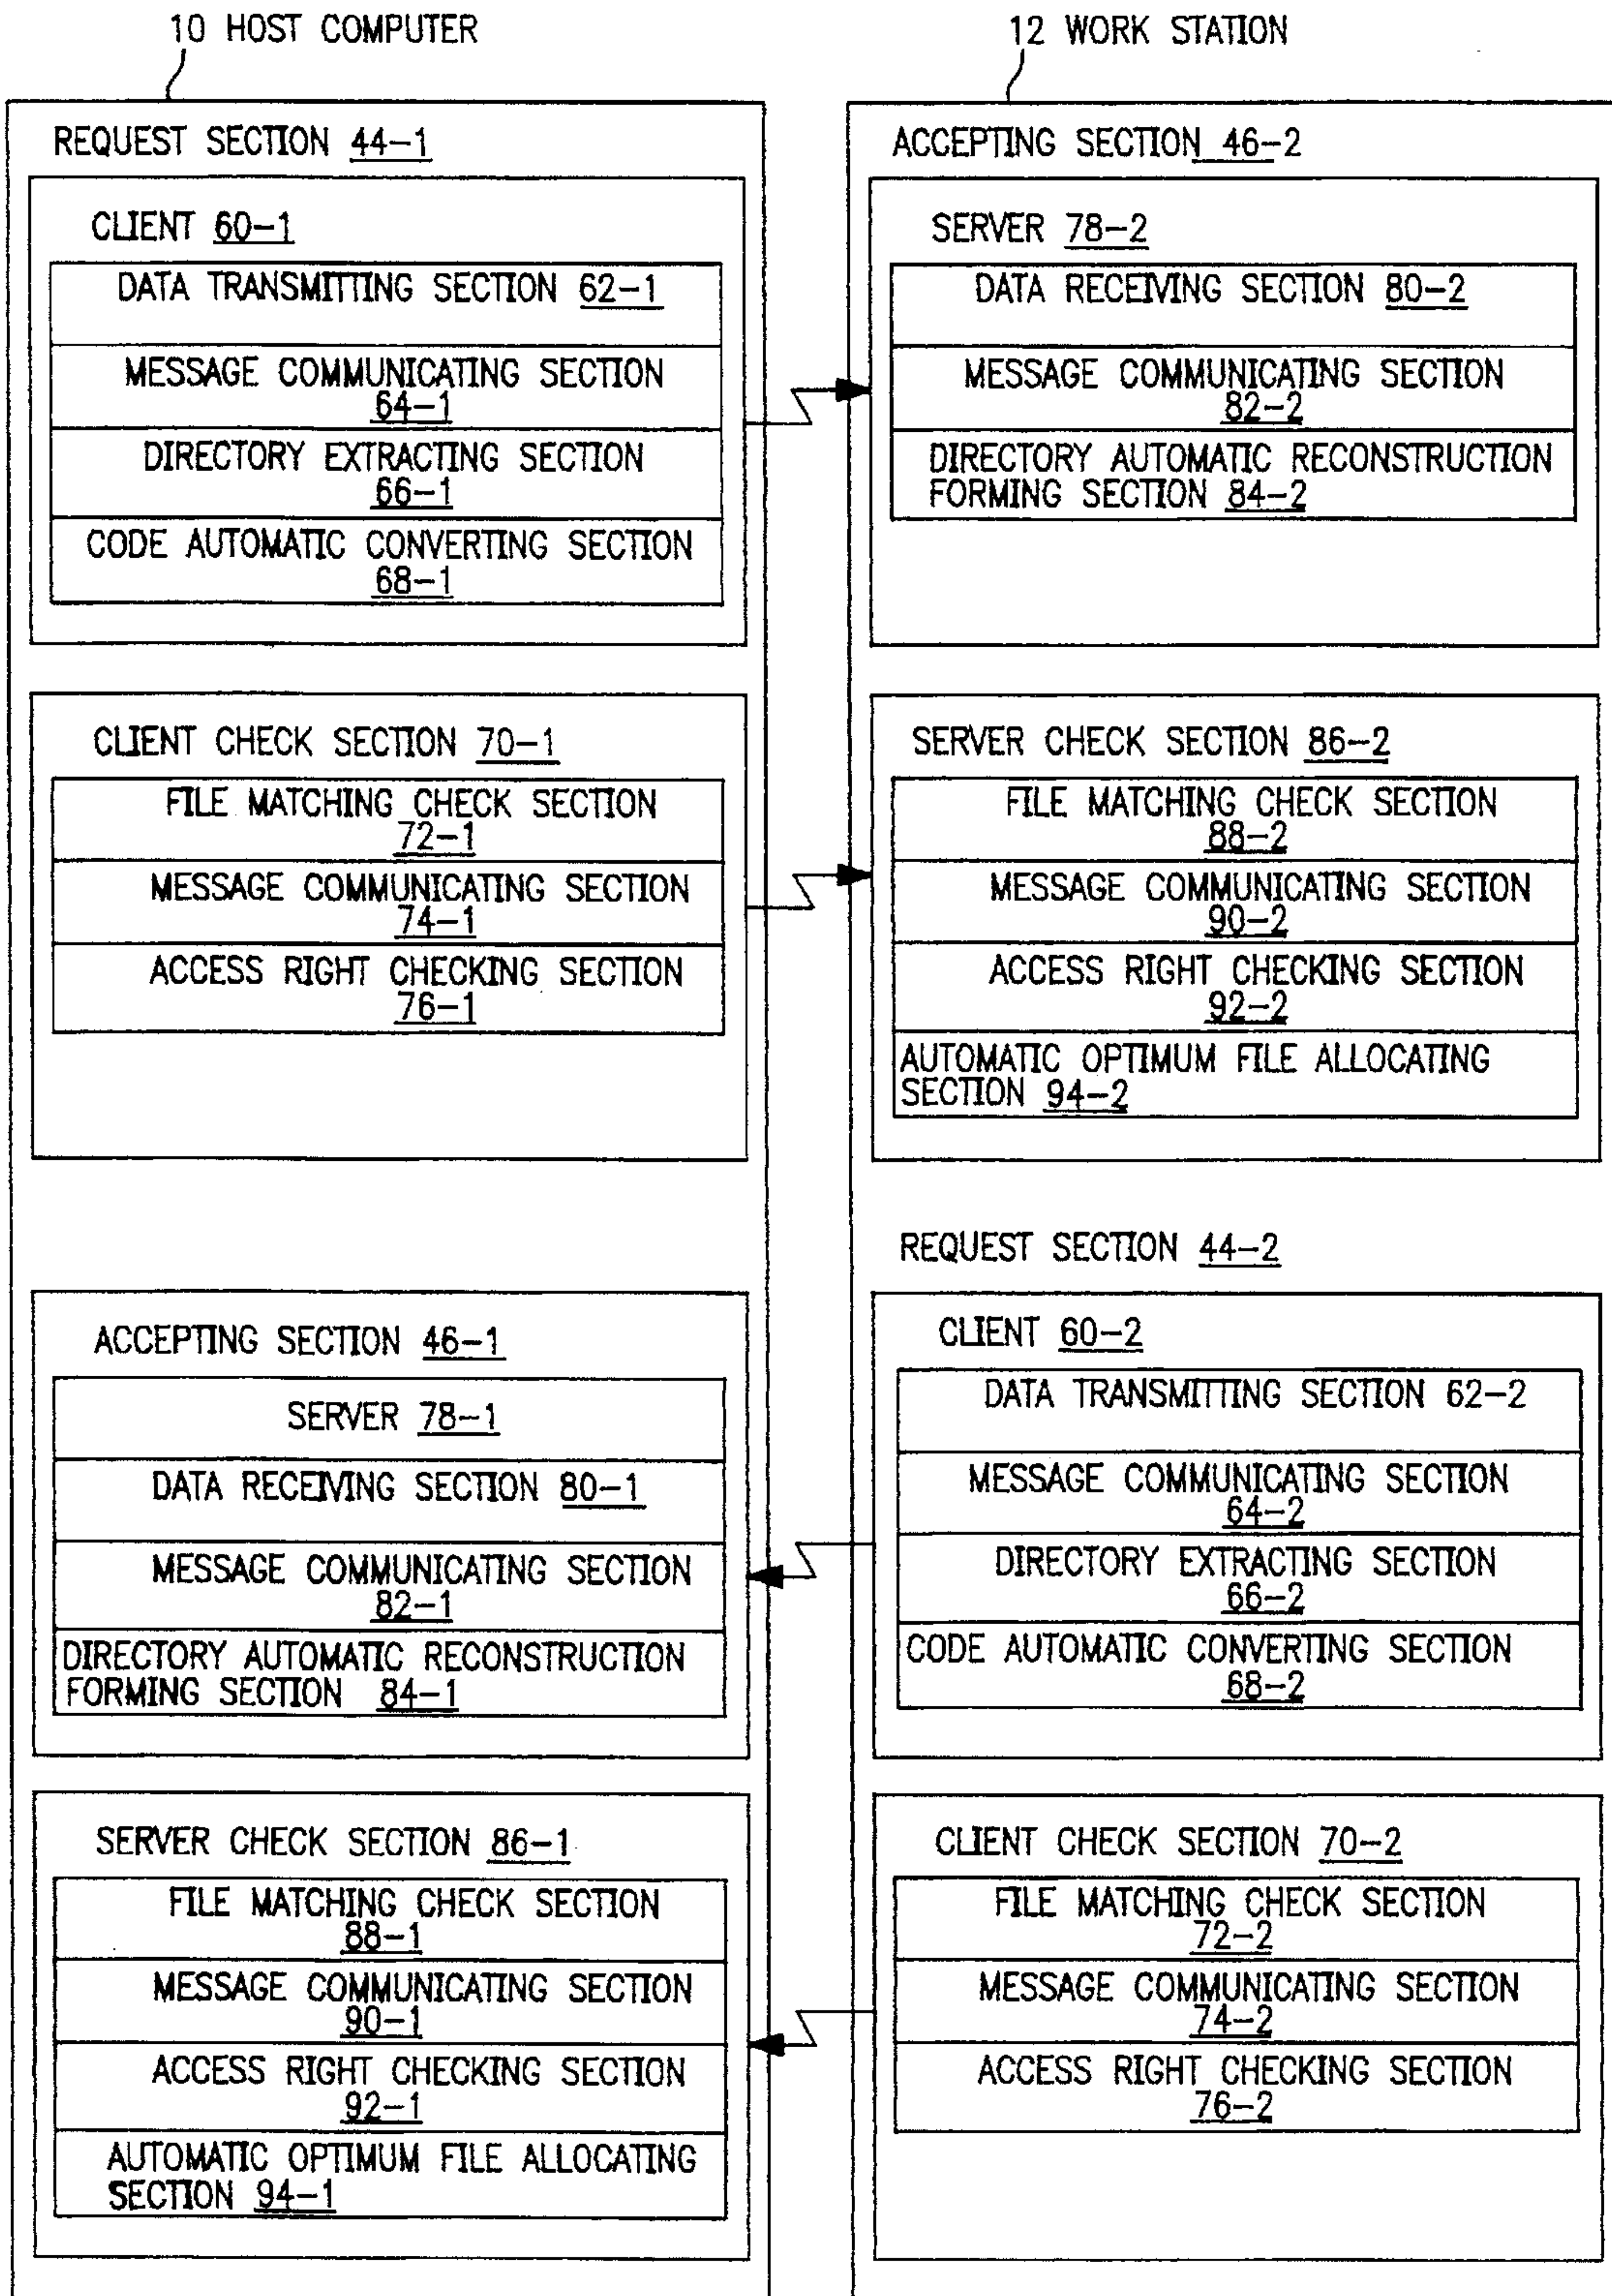 10 HOST COMPUTER
REQUEST SECTION 44-1
CLIENT 60-1
DATA TRANSMITTING SECTION 62-1
MESSAGE COMMUNICATING SECTION
64-1
DIRECTORY EXTRACTING SECTION
66-1
CODE AUTOMATIC CONVERTING SECTION
68-1
CLIENT CHECK SECTION 70-1
FILE MATCHING CHECK SECTION
72-1
MESSAGE COMMUNICATING SECTION
74-1
ACCESS RIGHT CHECKING SECTION
76-1
ACCEPTING SECTION 46-1
SERVER 78-1
DATA RECEIVING SECTION 80-1
MESSAGE COMMUNICATING SECTION
82-1
DIRECTORY AUTOMATIC RECONSTRUCTION
FORMING SECTION 84-1
SERVER CHECK SECTION 86-1
FILE MATCHING CHECK SECTION
88-1
MESSAGE COMMUNICATING SECTION
90-1
ACCESS RIGHT CHECKING SECTION
92-1
AUTOMATIC OPTIMUM FILE ALLOCATING
SECTION 94-1
12 WORK STATION
ACCEPTING SECTION 46-2
SERVER 78-2
DATA RECEIVING SECTION 80-2
MESSAGE COMMUNICATING SECTION
82-2
DIRECTORY AUTOMATIC RECONSTRUCTION
FORMING SECTION 84-2
SERVER CHECK SECTION 86-2
FILE MATCHING CHECK SECTION
88-2
MESSAGE COMMUNICATING SECTION
90-2
ACCESS RIGHT CHECKING SECTION
92-2
AUTOMATIC OPTIMUM FILE ALLOCATING
SECTION 94-2
REQUEST SECTION 44-2
CLIENT 60-2
DATA TRANSMITTING SECTION 62-2
MESSAGE COMMUNICATING SECTION
64-2
DIRECTORY EXTRACTING SECTION
66-2
CODE AUTOMATIC CONVERTING SECTION
68-2
CLIENT CHECK SECTION 70-2
FILE MATCHING CHECK SECTION
72-2
MESSAGE COMMUNICATING SECTION
74-2
ACCESS RIGHT CHECKING SECTION
76-2